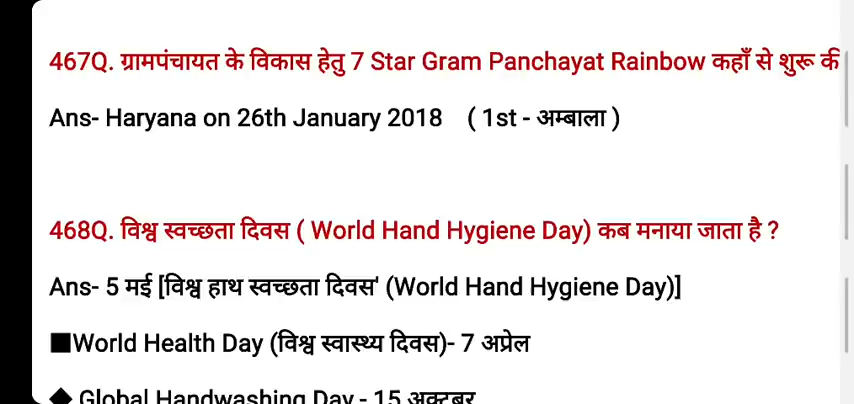 467Q. ग्रामपंचायत के विकास हेतु 7 Star Gram Panchayat Rainbow कहाँ से शुरू की
Ans- Haryana on 26th January 2018 ( 1st - अम्बाला )
468Q. विश्व स्वच्छता दिवस ( World Hand Hygiene Day) कब मनाया जाता है ?
Ans- 5 मई [विश्व हाथ स्वच्छता दिवस' (World Hand Hygiene Day)]
■World Health Day (विश्व स्वास्थ्य दिवस)- 7 अप्रेल
◆ Global Handwashing Day - 15 अक्टूबर